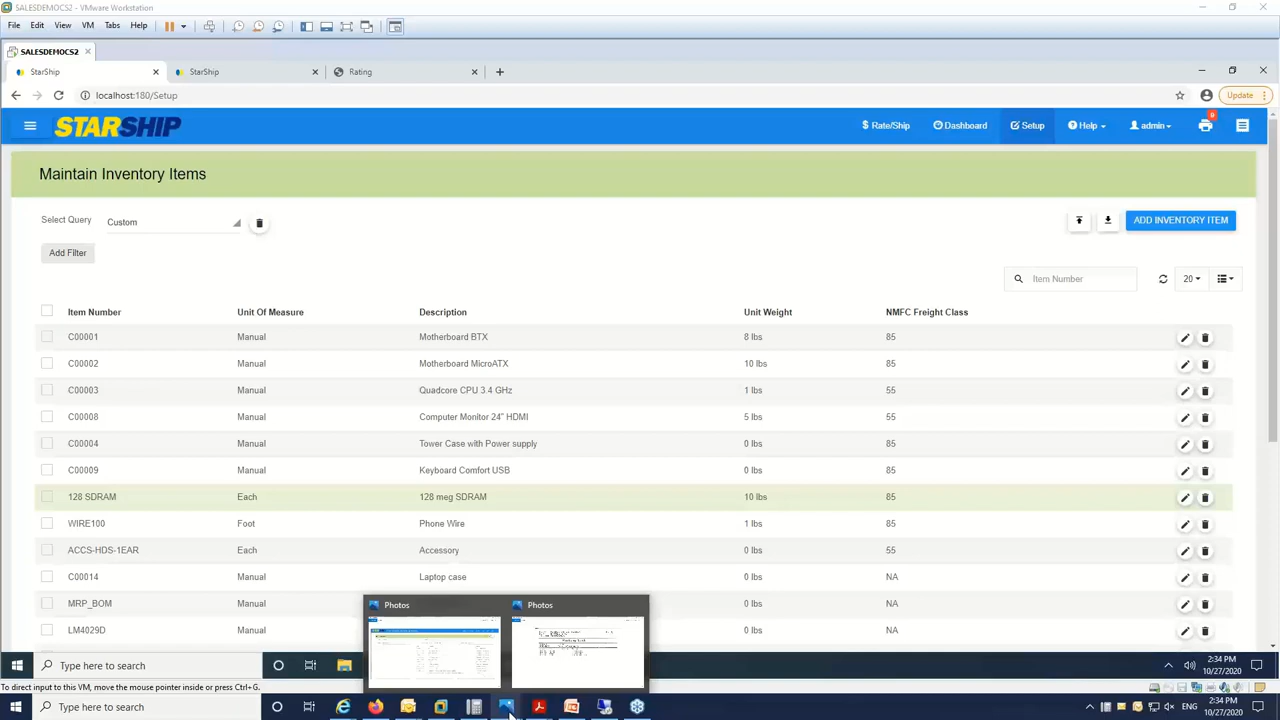 SALESDEMOCS2 - VMware Workstation
File Edit View VM Tabs Help
SALESDEMOCS2
StarShip StarShip Rating
localhost:180/Setup Update
STARSHIP $ Rate/Ship Dashboard Setup Help admin 0
Maintain Inventory Items
Select Query Custom ADD INVENTORY ITEM
Add Filter
Item Number 20
Item Number Unit Of Measure Description Unit Weight NMFC Freight Class
C00001 Manual Motherboard BTX 8 lbs 85
C00002 Manual Motherboard MicroATX 10 lbs 85
C00003 Manual Quadcore CPU 3.4 GHz 1 lbs 55
C00008 Manual Computer Monitor 24" HDMI 5 lbs 55
C00004 Manual Tower Case with Power supply 0 lbs 85
C00009 Manual Keyboard Comfort USB 0 lbs 85
128 SDRAM Each 128 meg SDRAM 10 lbs 85
WIRE100 Foot Phone Wire 1 lbs 85
ACCS-HDS-1EAR Each Accessory 0 lbs 55
C00014 Manual Laptop case 0 lbs NA
MRP_BOM Manual 0 lbs NA
LM4029D Manual 0 lbs NA
Photos Photos
Type here to search 2:34 PM
10/27/2020
To direct input to this VM, move the mouse pointer inside or press Ctrl+G.
Type here to search ENG 2:34 PM
10/27/2020